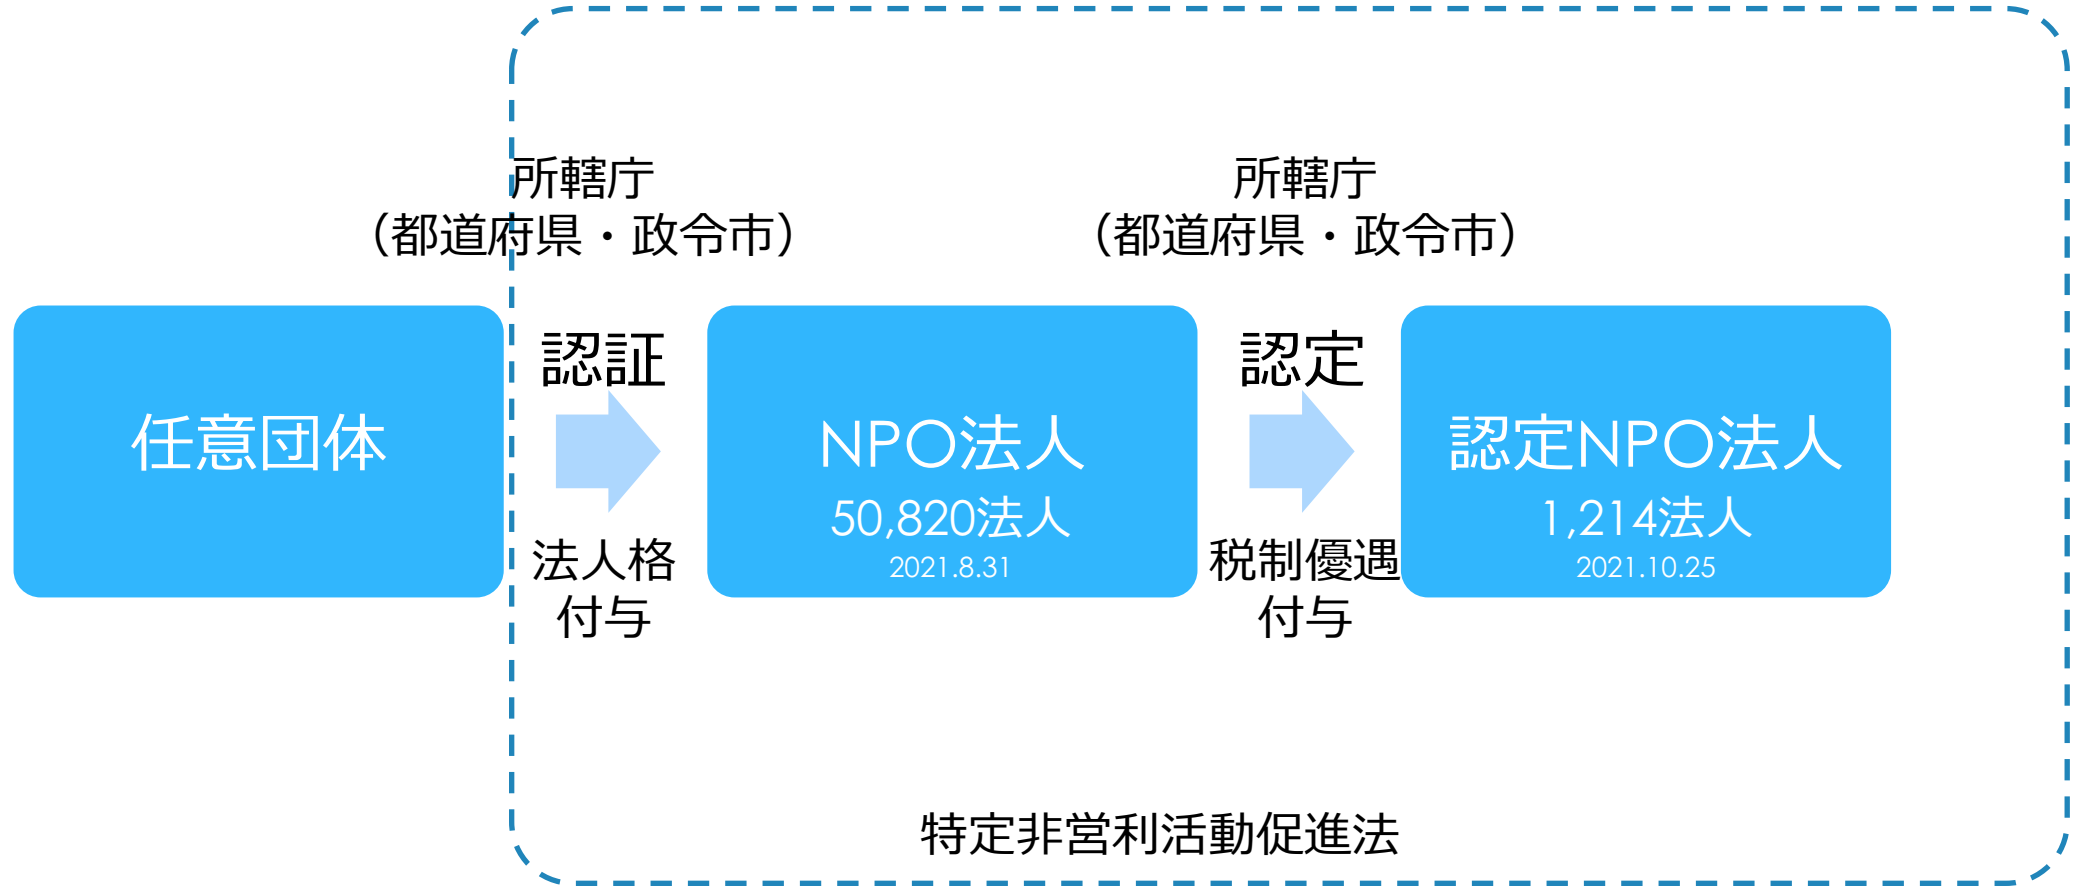 任意団体
所轄庁
（都道府県・政令市）
認証
法人格
付与
NPO法人
50,820法人
2021.8.31
所轄庁
（都道府県・政令市）
認定
税制優遇
付与
認定NPO法人
1,214法人
2021.10.25
特定非営利活動促進法